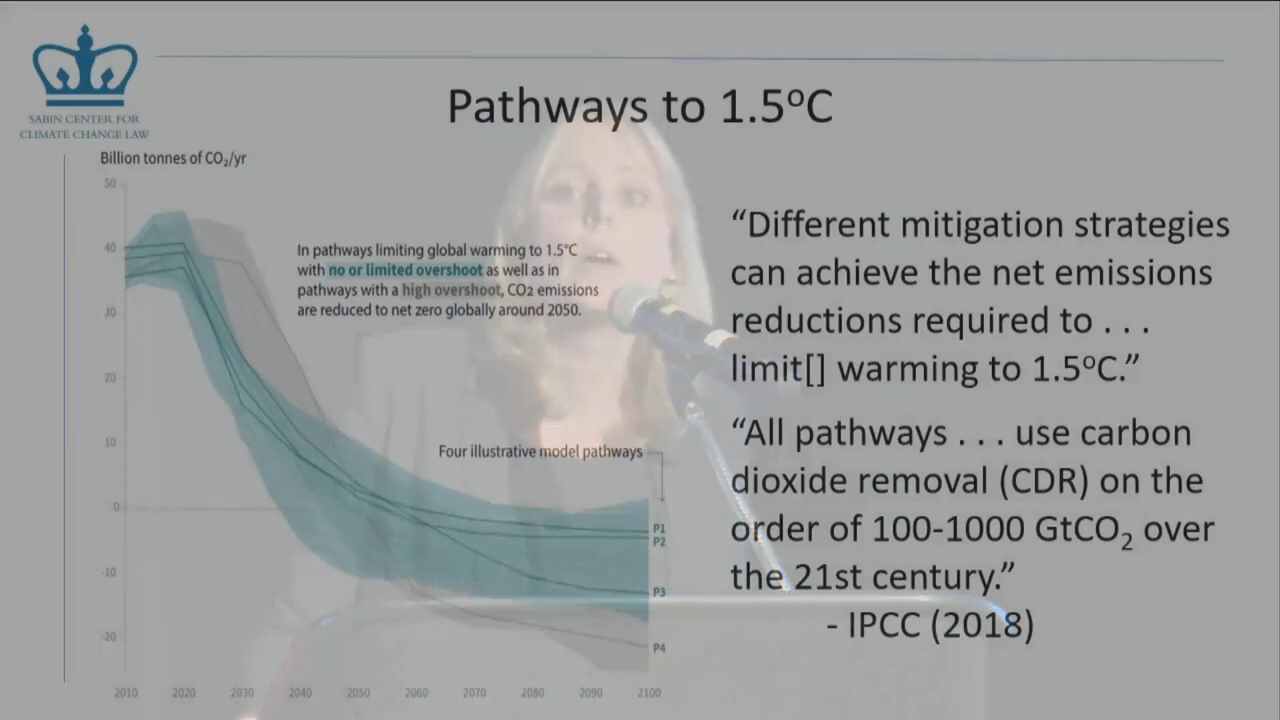 SABIN CENTER FOR
CLIMATE CHANGE LAW
Pathways to 1.5ºC
Billion tonnes of CO₂/yr
50
40
30
20
10
0
-10
-20
2010 2020 2030 2040 2050 2060 2070 2080 2090 2100
In pathways limiting global warming to 1.5°C
with no or limited overshoot as well as in
pathways with a high overshoot, CO2 emissions
are reduced to net zero globally around 2050.
Four illustrative model pathways
P1
P2
P3
P4
“Different mitigation strategies
can achieve the net emissions
reductions required to . . .
limit[] warming to 1.5ºC.”
“All pathways . . . use carbon
dioxide removal (CDR) on the
order of 100-1000 GtCO₂ over
the 21st century.”
- IPCC (2018)